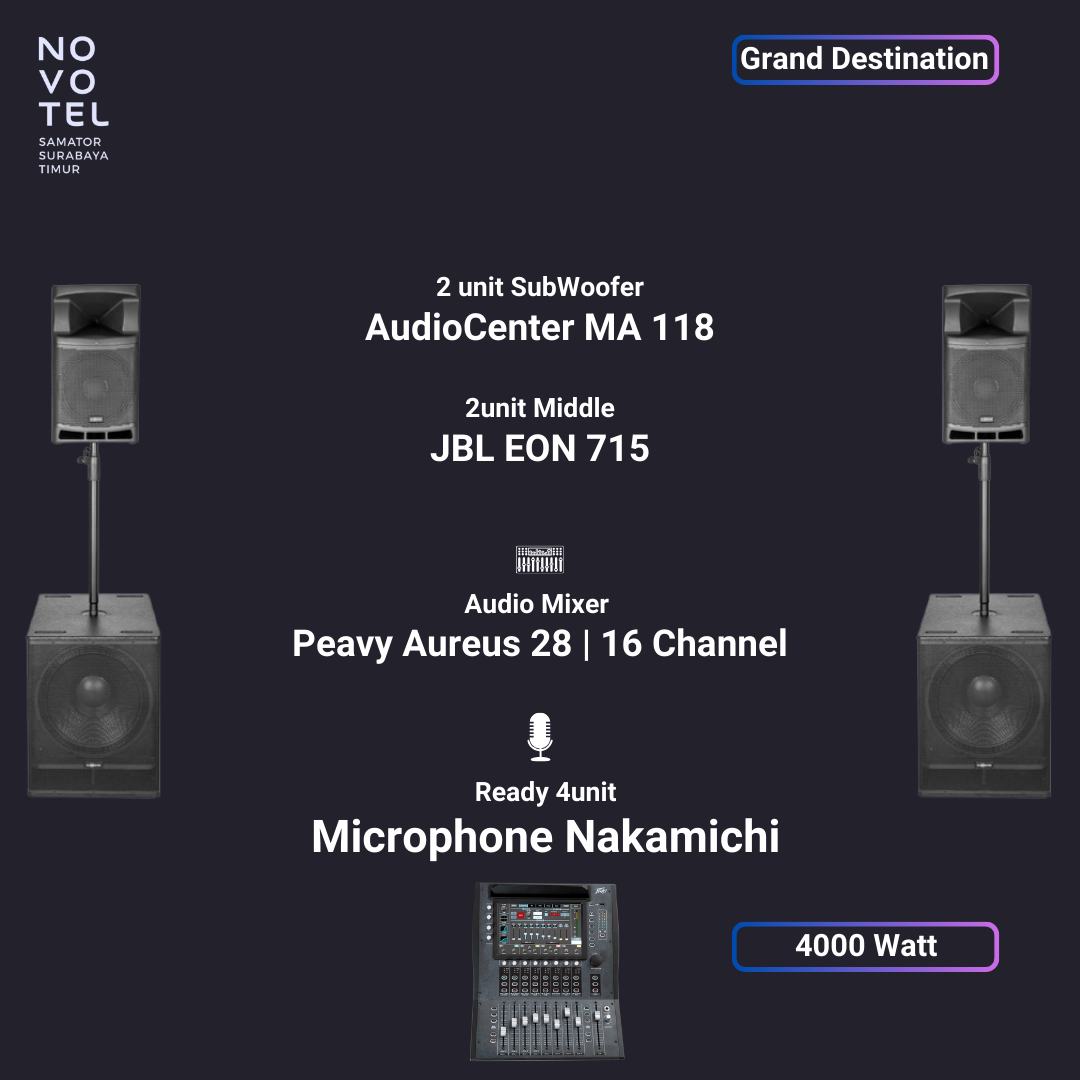 NO
VO
TEL
SAMATOR
SURABAYA
TIMUR
Grand Destination
2 unit SubWoofer
AudioCenter MA 118
2unit Middle
JBL EON 715
Audio Mixer
Peavy Aureus 28 | 16 Channel
Ready 4unit
Microphone Nakamichi
4000 Watt